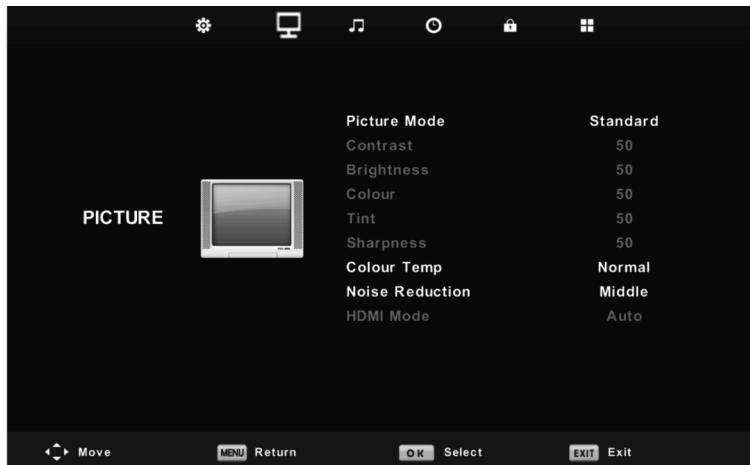 Picture Mode Standard
Contrast 50
Brightness 50
Colour 50
PICTURE
Tint 50
Sharpness 50
Colour Temp Normal
Noise Reduction Middle
HDMI Mode Auto
Move MENU Return OK Select EXIT Exit